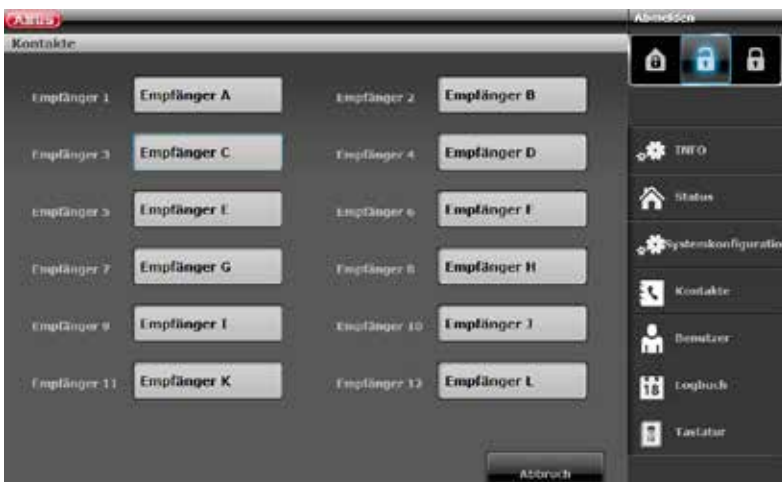 Abmelden
Kontakte
Empfänger 1 Empfänger A Empfänger 2 Empfänger B
Empfänger 3 Empfänger C Empfänger 4 Empfänger D
Empfänger 5 Empfänger E Empfänger 6 Empfänger F
Empfänger 7 Empfänger G Empfänger 8 Empfänger H
Empfänger 9 Empfänger I Empfänger 10 Empfänger J
Empfänger 11 Empfänger K Empfänger 12 Empfänger L
Abbruch
INFO
Status
Systemkonfiguratio
Kontakte
Benutzer
18
Logbuch
Tastatur